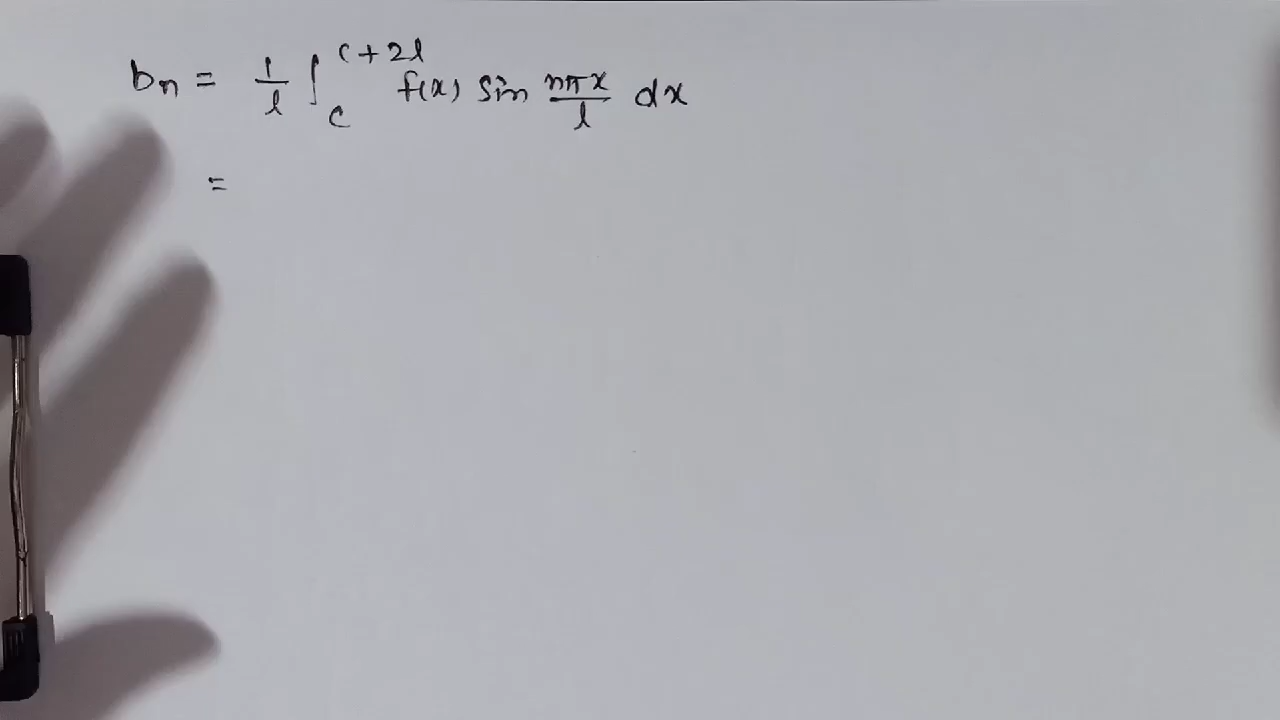 bn = 1/l ∫_c^{c+2l} f(x) sin nπx/l dx
=